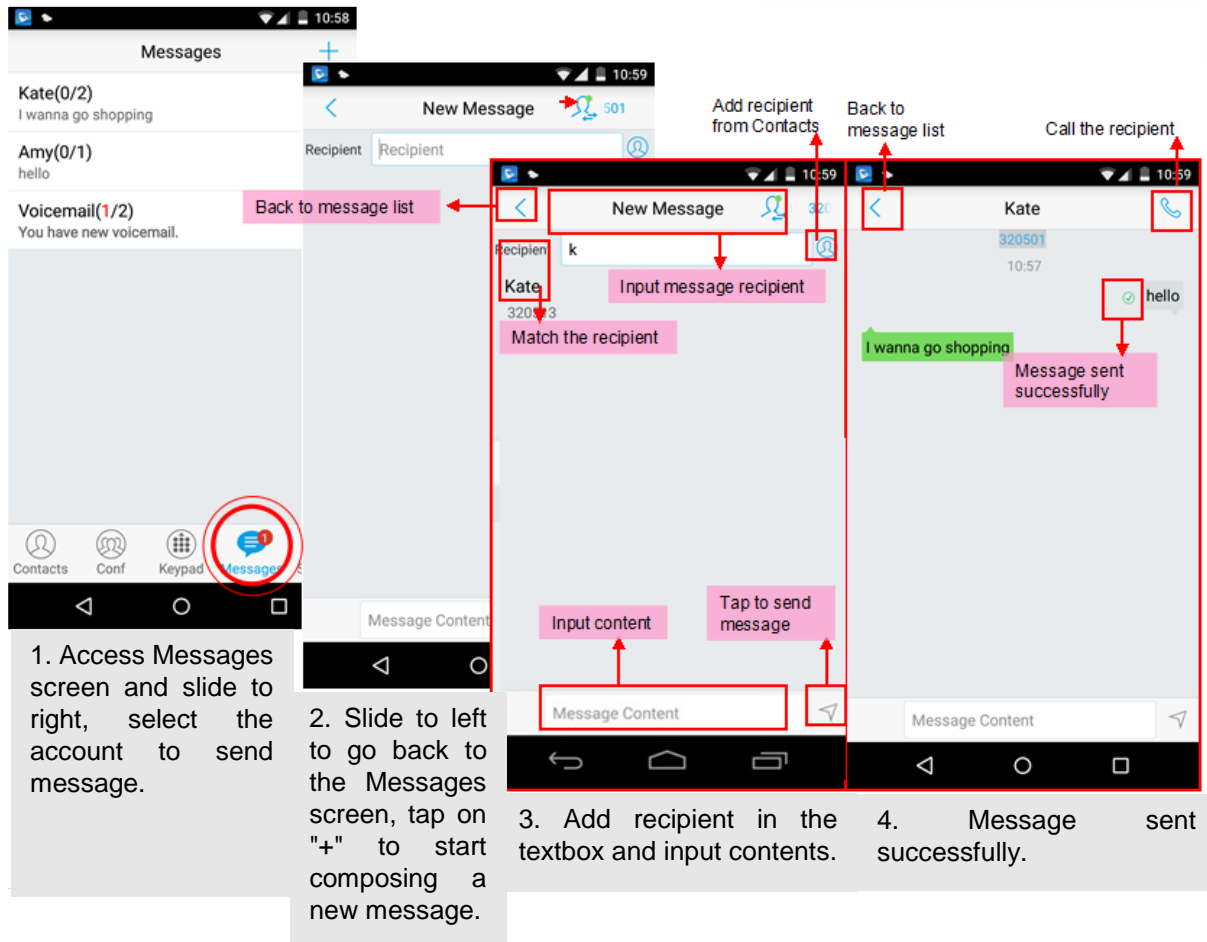 10:58
Messages
Kate(0/2)
I wanna go shopping
Amy(0/1)
hello
Voicemail(1/2)
You have new voicemail.
Contacts
Conf
Keypad
Messages
1
1. Access Messages
screen and slide to
right, select the
account to send
message.
10:59
New Message
501
Recipient
Recipient
Message Content
2. Slide to left
to go back to
the Messages
screen, tap on
"+" to start
composing a
new message.
Add recipient
from Contacts
10:59
Back to message list
New Message
320
Recipient
k
Kate
Input message recipient
Match the recipient
Input content
Tap to send
message
Message Content
3. Add recipient in the
textbox and input contents.
Back to
message list
Call the recipient
10:59
Kate
320501
10:57
hello
I wanna go shopping
Message sent
successfully
Message Content
4. Message sent
successfully.